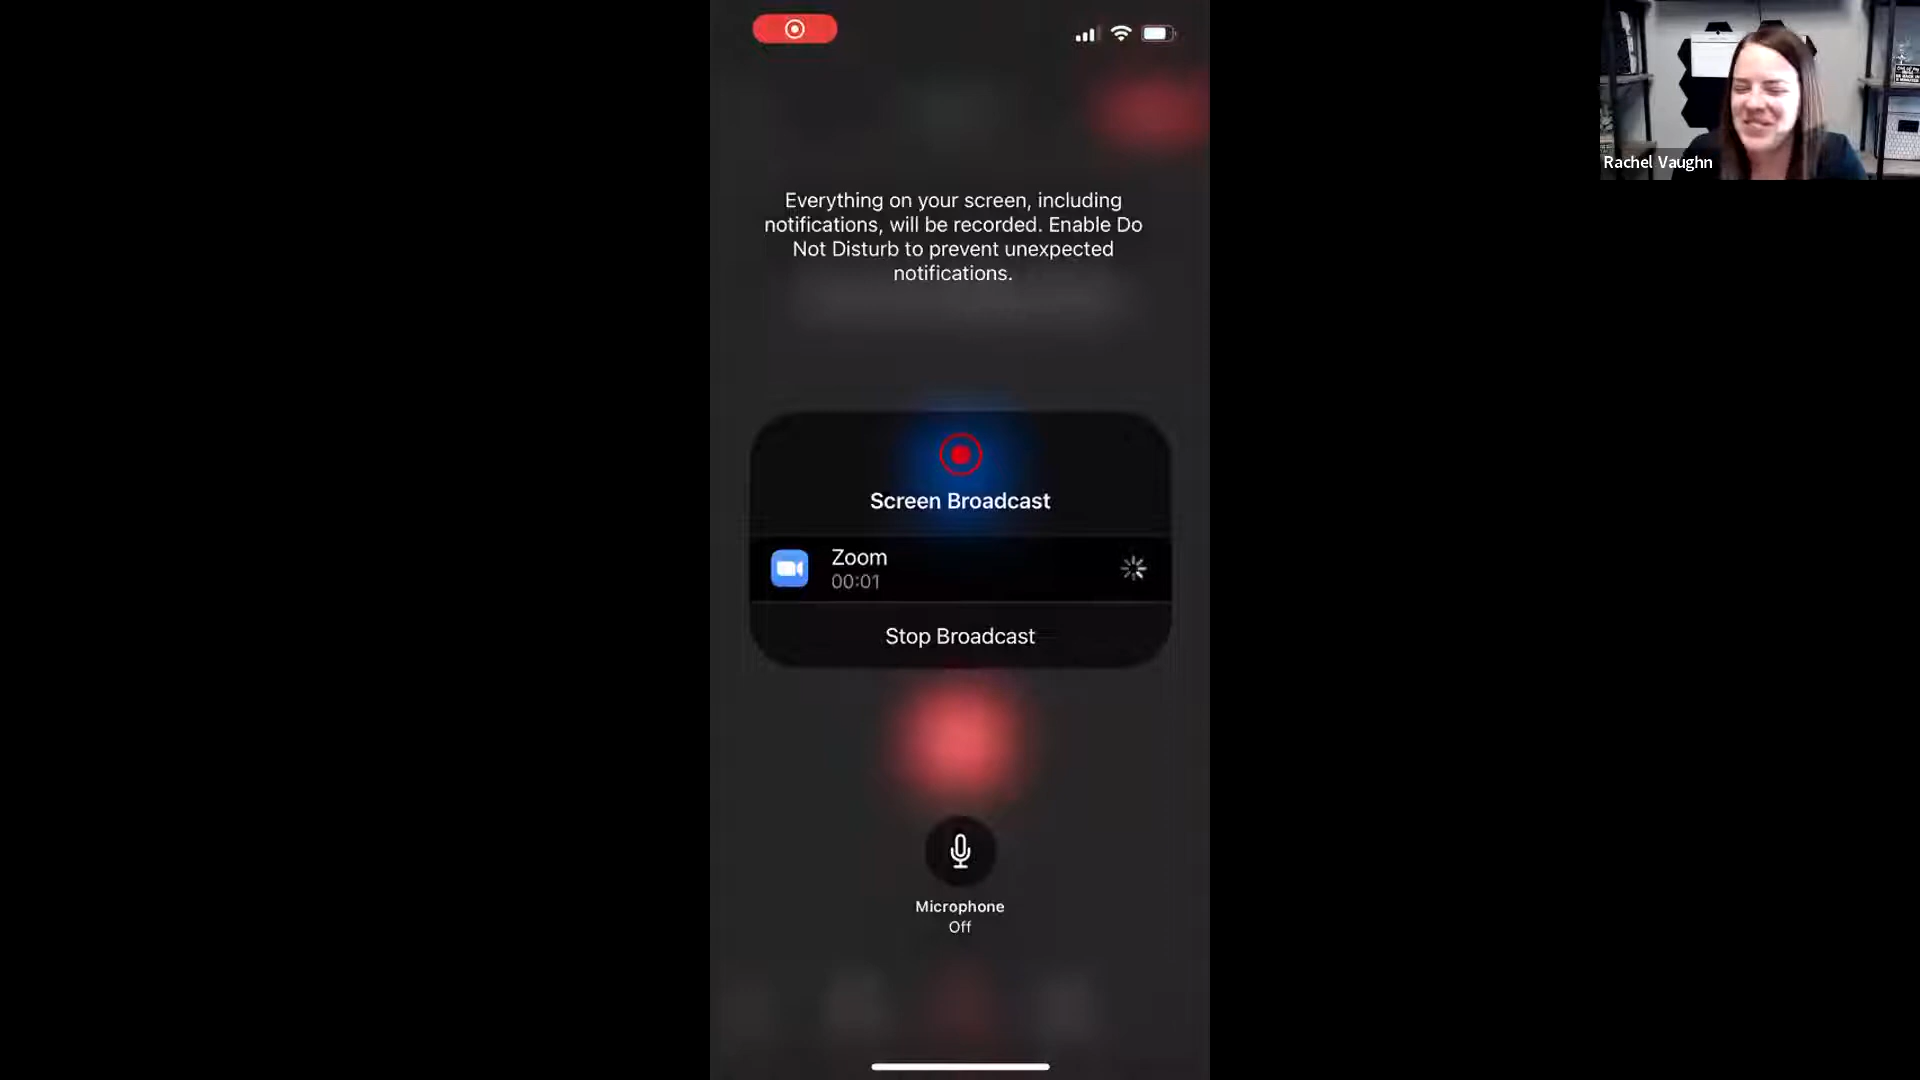 Everything on your screen, including
notifications, will be recorded. Enable Do
Not Disturb to prevent unexpected
notifications.
Screen Broadcast
Zoom
00:01
Stop Broadcast
Microphone
Off
Rachel Vaughn